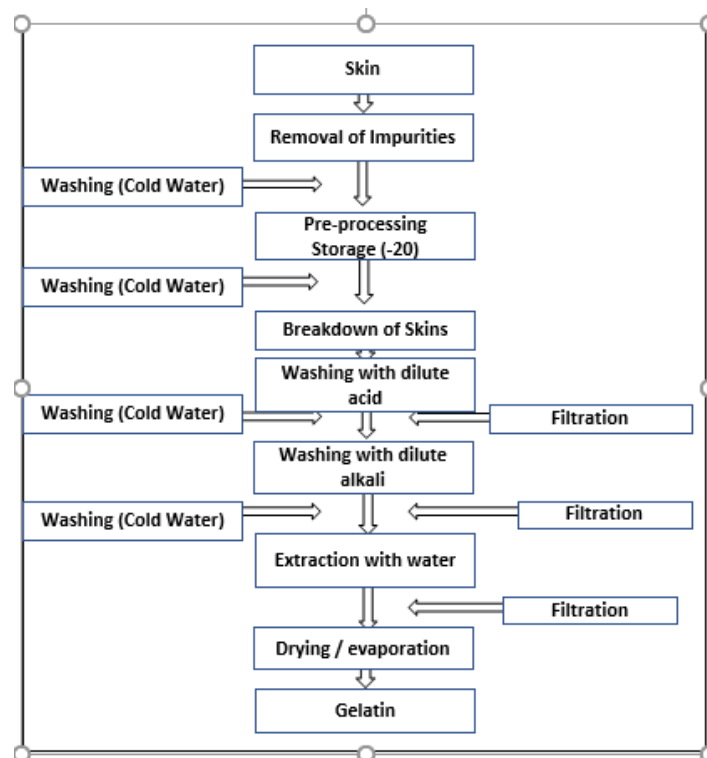 Skin
Removal of Impurities
Washing (Cold Water)
Pre-processing
Storage (-20)
Washing (Cold Water)
Breakdown of Skins
Washing with dilute
acid
Washing (Cold Water)
Filtration
Washing with dilute
alkali
Washing (Cold Water)
Filtration
Extraction with water
Filtration
Drying / evaporation
Gelatin